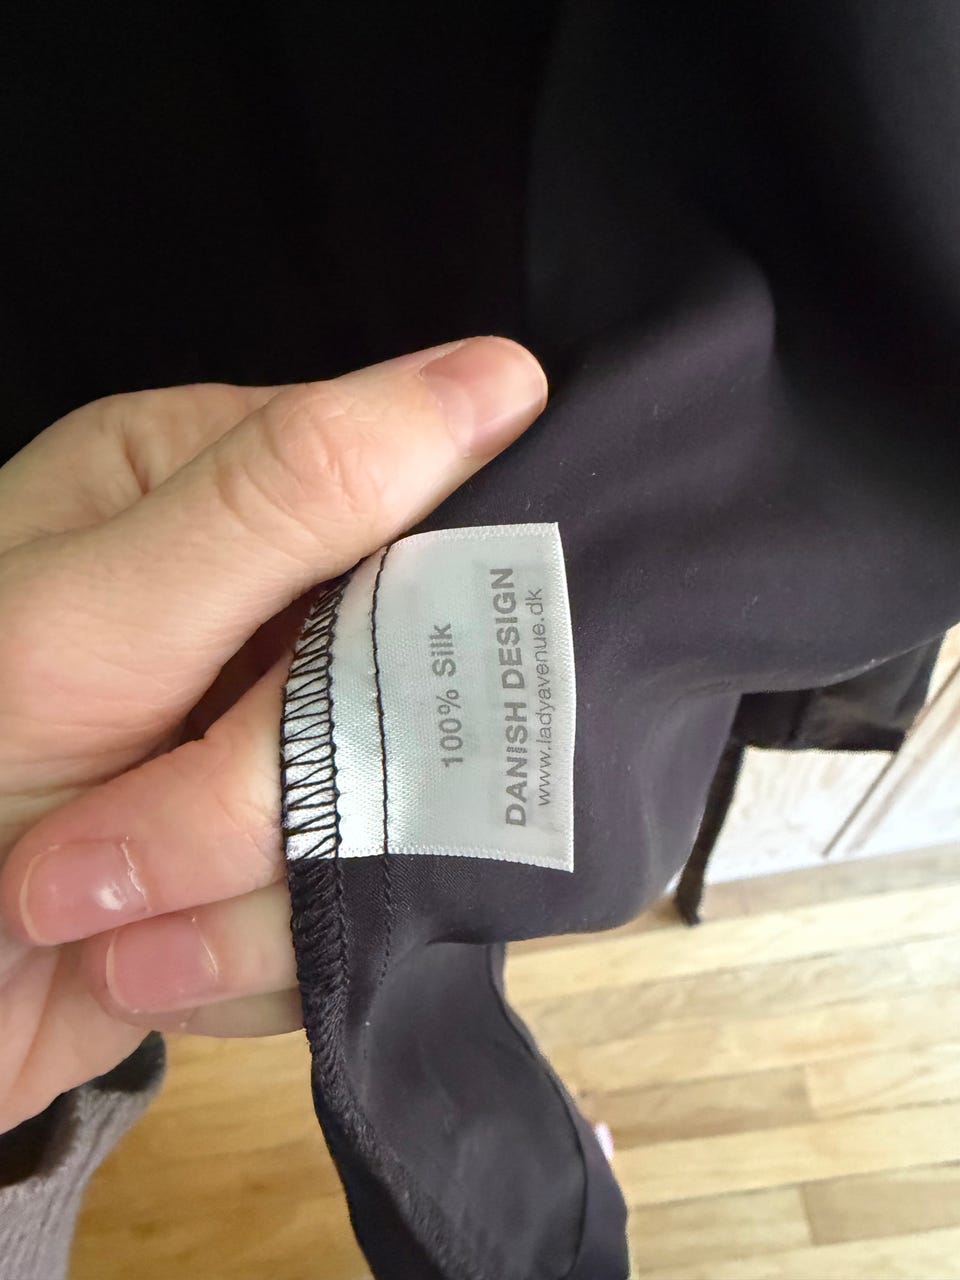 100% Silk
DANISH DESIGN
www.ladyavenue.dk